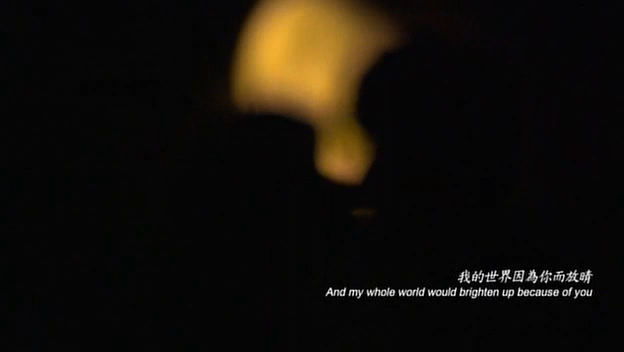 我的世界因為你而放晴
And my whole world would brighten up because of you